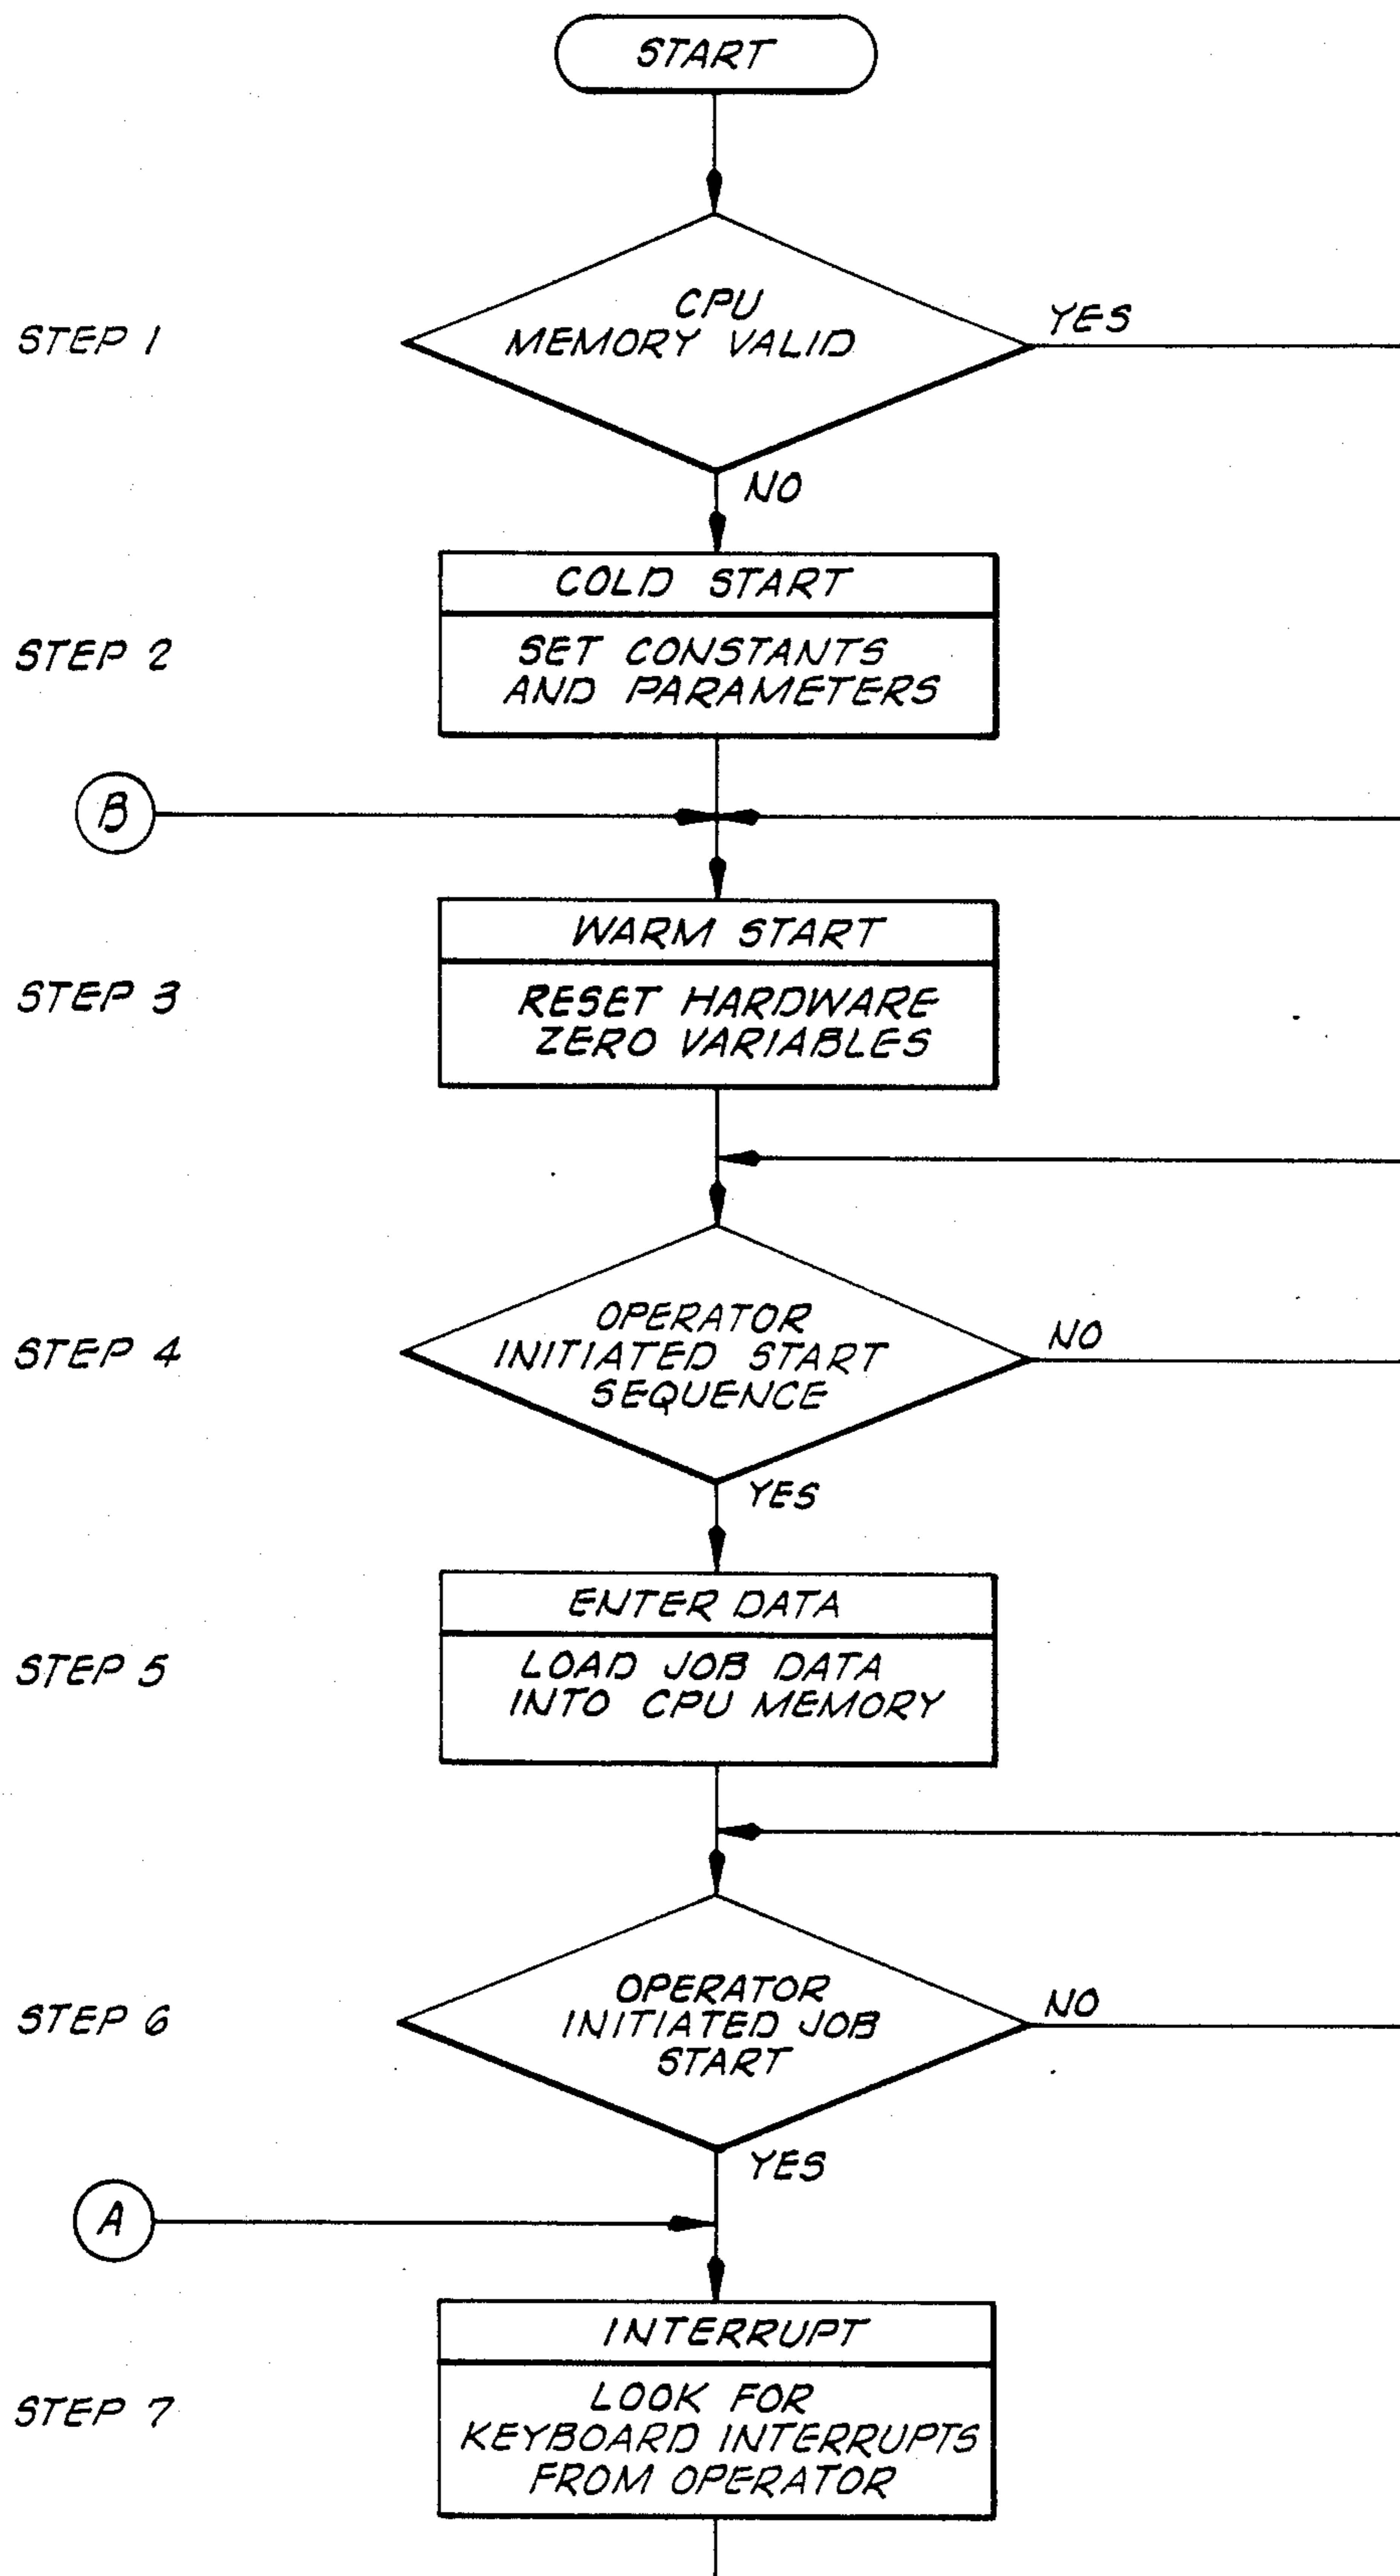 START
CPU
MEMORY VALID
YES
STEP 1
NO
COLD START
STEP 2
SET CONSTANTS
AND PARAMETERS
B
WARM START
STEP 3
RESET HARDWARE
ZERO VARIABLES
OPERATOR
INITIATED START
SEQUENCE
NO
STEP 4
YES
ENTER DATA
STEP 5
LOAD JOB DATA
INTO CPU MEMORY
OPERATOR
INITIATED JOB
START
NO
STEP 6
YES
A
INTERRUPT
STEP 7
LOOK FOR
KEYBOARD INTERRUPTS
FROM OPERATOR